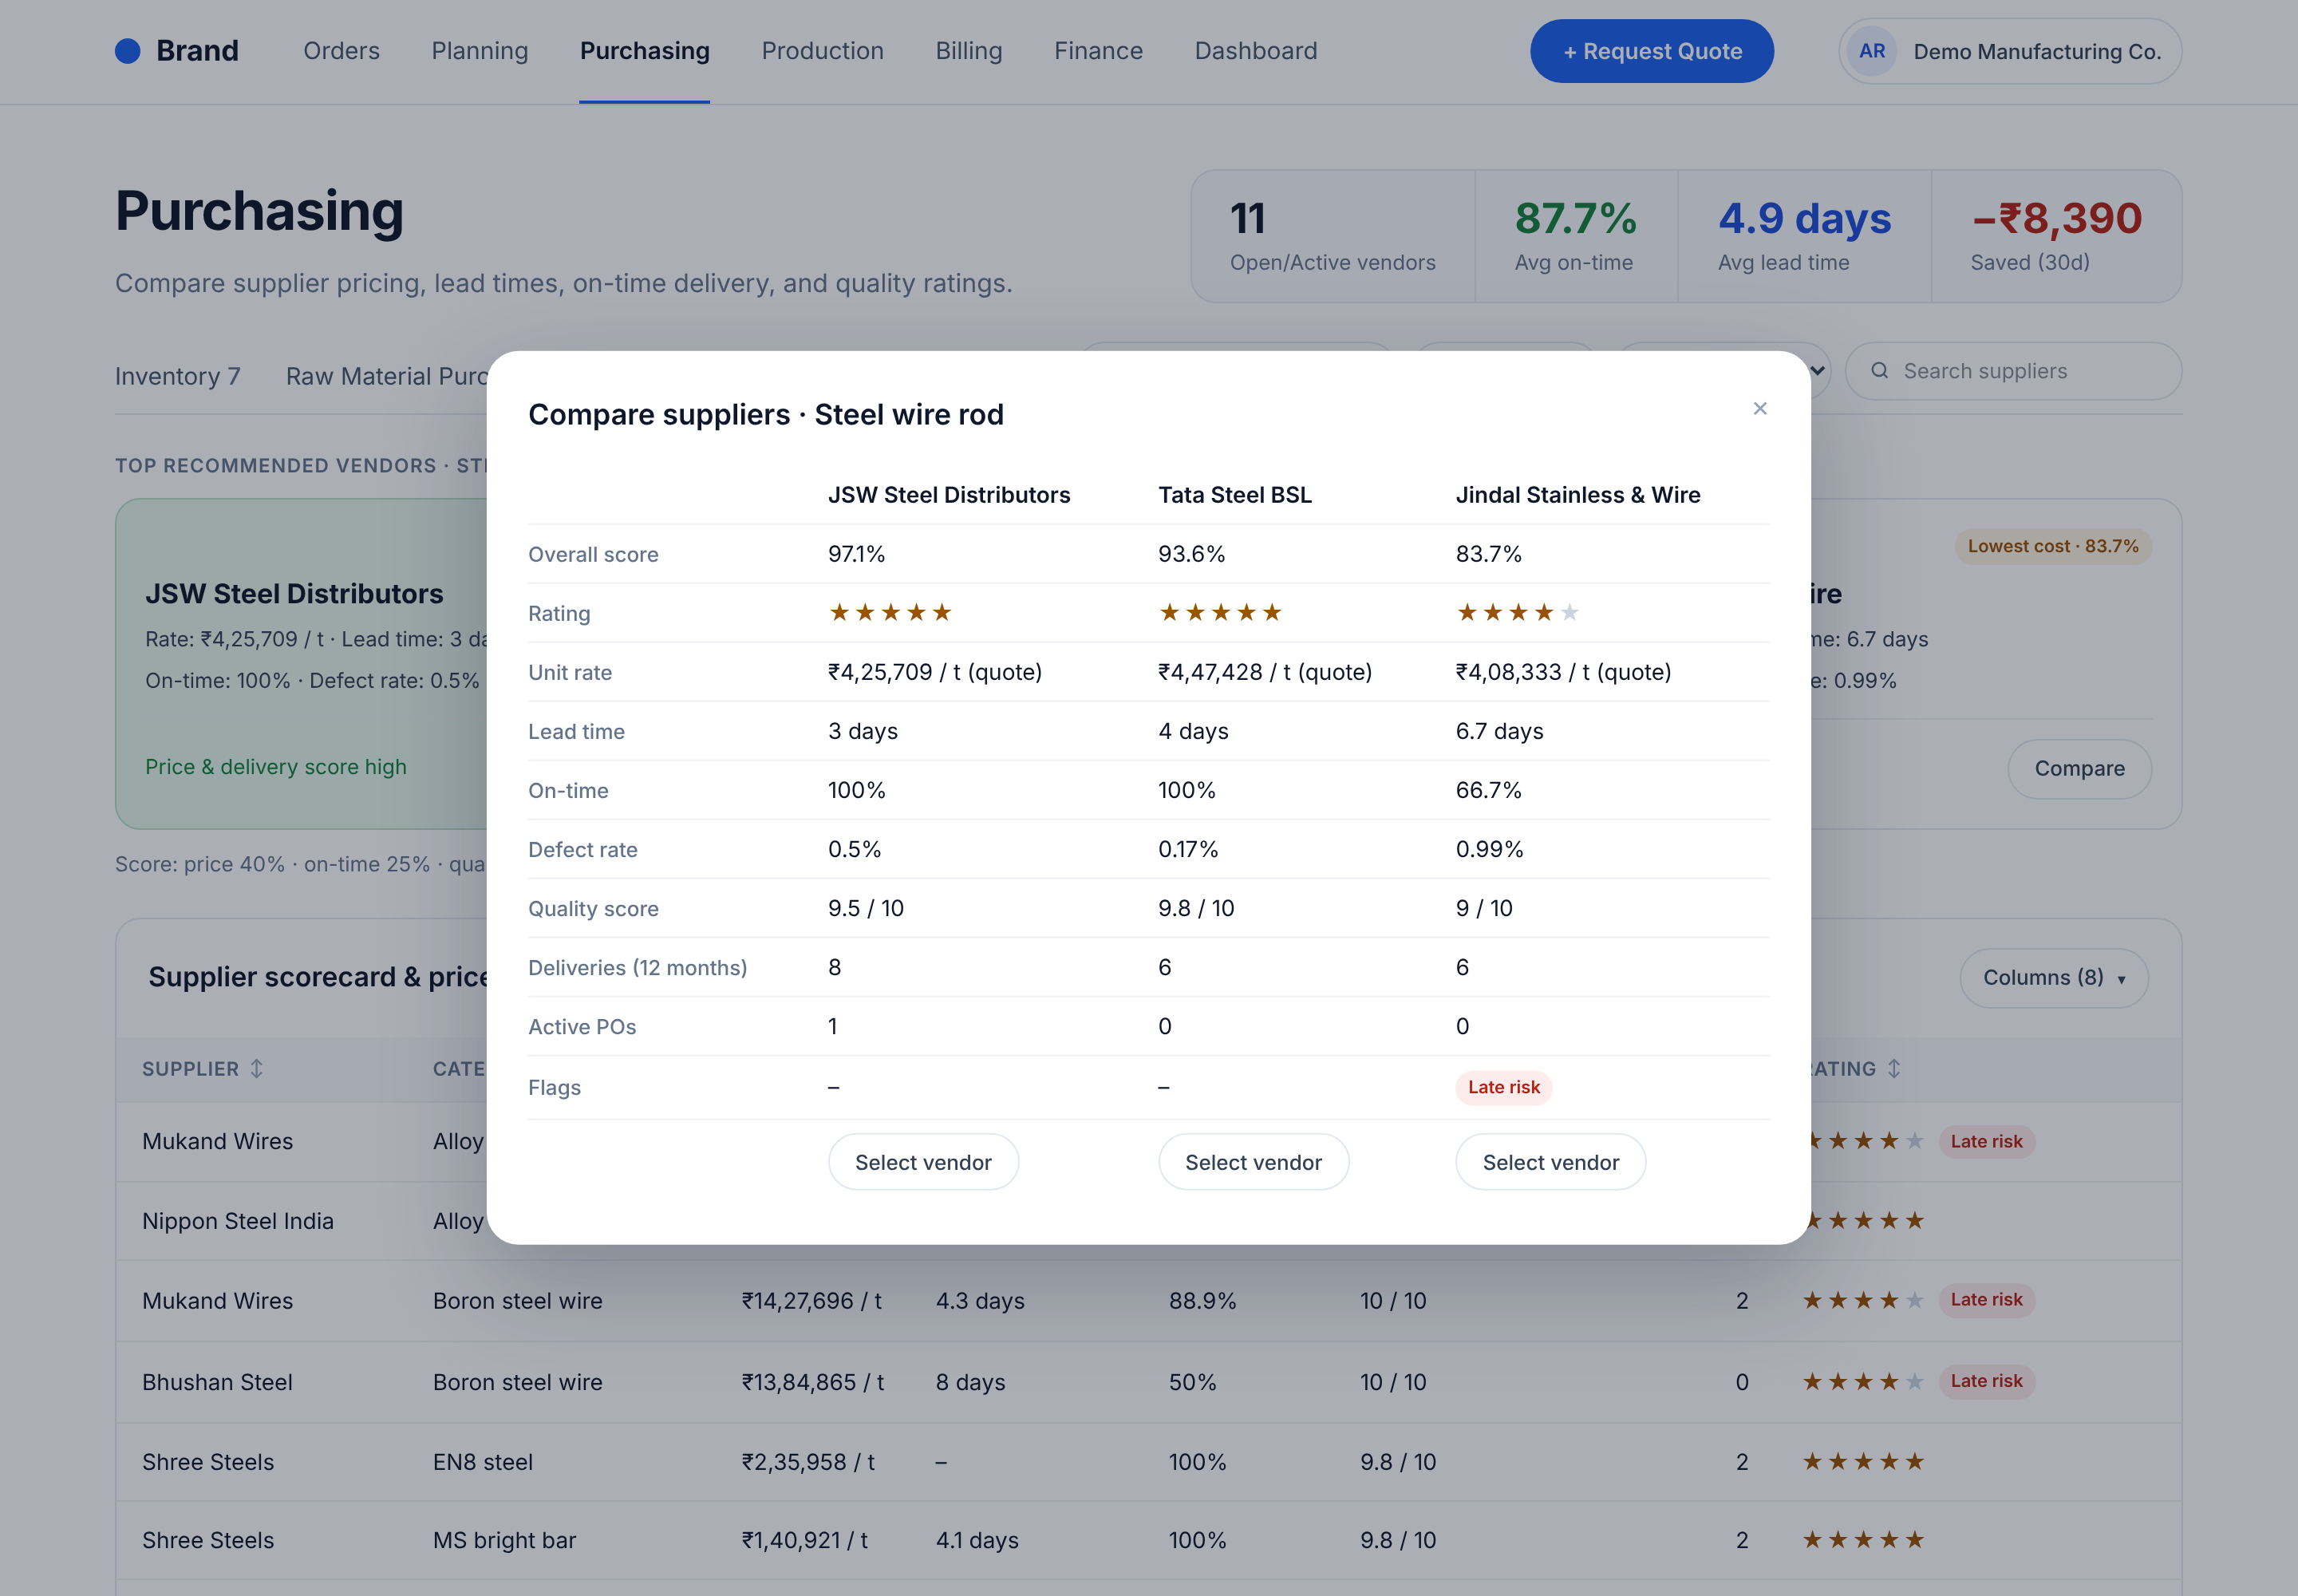 Brand Orders Planning Purchasing Production Billing Finance Dashboard + Request Quote AR Demo Manufacturing Co.
Purchasing
Compare supplier pricing, lead times, on-time delivery, and quality ratings.
11 87.7% 4.9 days –₹8,390
Open/Active vendors Avg on-time Avg lead time Saved (30d)
Inventory 7 Raw Material Search suppliers
TOP RECOMMENDED VENDORS ·
Lowest cost · 83.7%
JSW Steel Distributors
Rate: ₹4,25,709 / t · Lead time: 3 6.7 days
On-time: 100% · Defect rate: 0.5% 0.99%
Price & delivery score high Compare
Score: price 40% · on-time 25% ·
Compare suppliers · Steel wire rod ×
JSW Steel Distributors Tata Steel BSL Jindal Stainless & Wire
Overall score 97.1% 93.6% 83.7%
Rating ★★★★★ ★★★★★ ★★★★★
Unit rate ₹4,25,709 / t (quote) ₹4,47,428 / t (quote) ₹4,08,333 / t (quote)
Lead time 3 days 4 days 6.7 days
On-time 100% 100% 66.7%
Defect rate 0.5% 0.17% 0.99%
Quality score 9.5 / 10 9.8 / 10 9 / 10
Deliveries (12 months) 8 6 6
Active POs 1 0 0
Flags – – Late risk
Select vendor Select vendor Select vendor
Supplier scorecard & Columns (8) ▾
SUPPLIER
Mukand Wires Alloy Late risk
Nippon Steel India Alloy
Mukand Wires Boron steel wire ₹14,27,696 / t 4.3 days 88.9% 10 / 10 2 ★★★★★ Late risk
Bhushan Steel Boron steel wire ₹13,84,865 / t 8 days 50% 10 / 10 0 ★★★★★ Late risk
Shree Steels EN8 steel ₹2,35,958 / t – 100% 9.8 / 10 2 ★★★★★
Shree Steels MS bright bar ₹1,40,921 / t 4.1 days 100% 9.8 / 10 2 ★★★★★